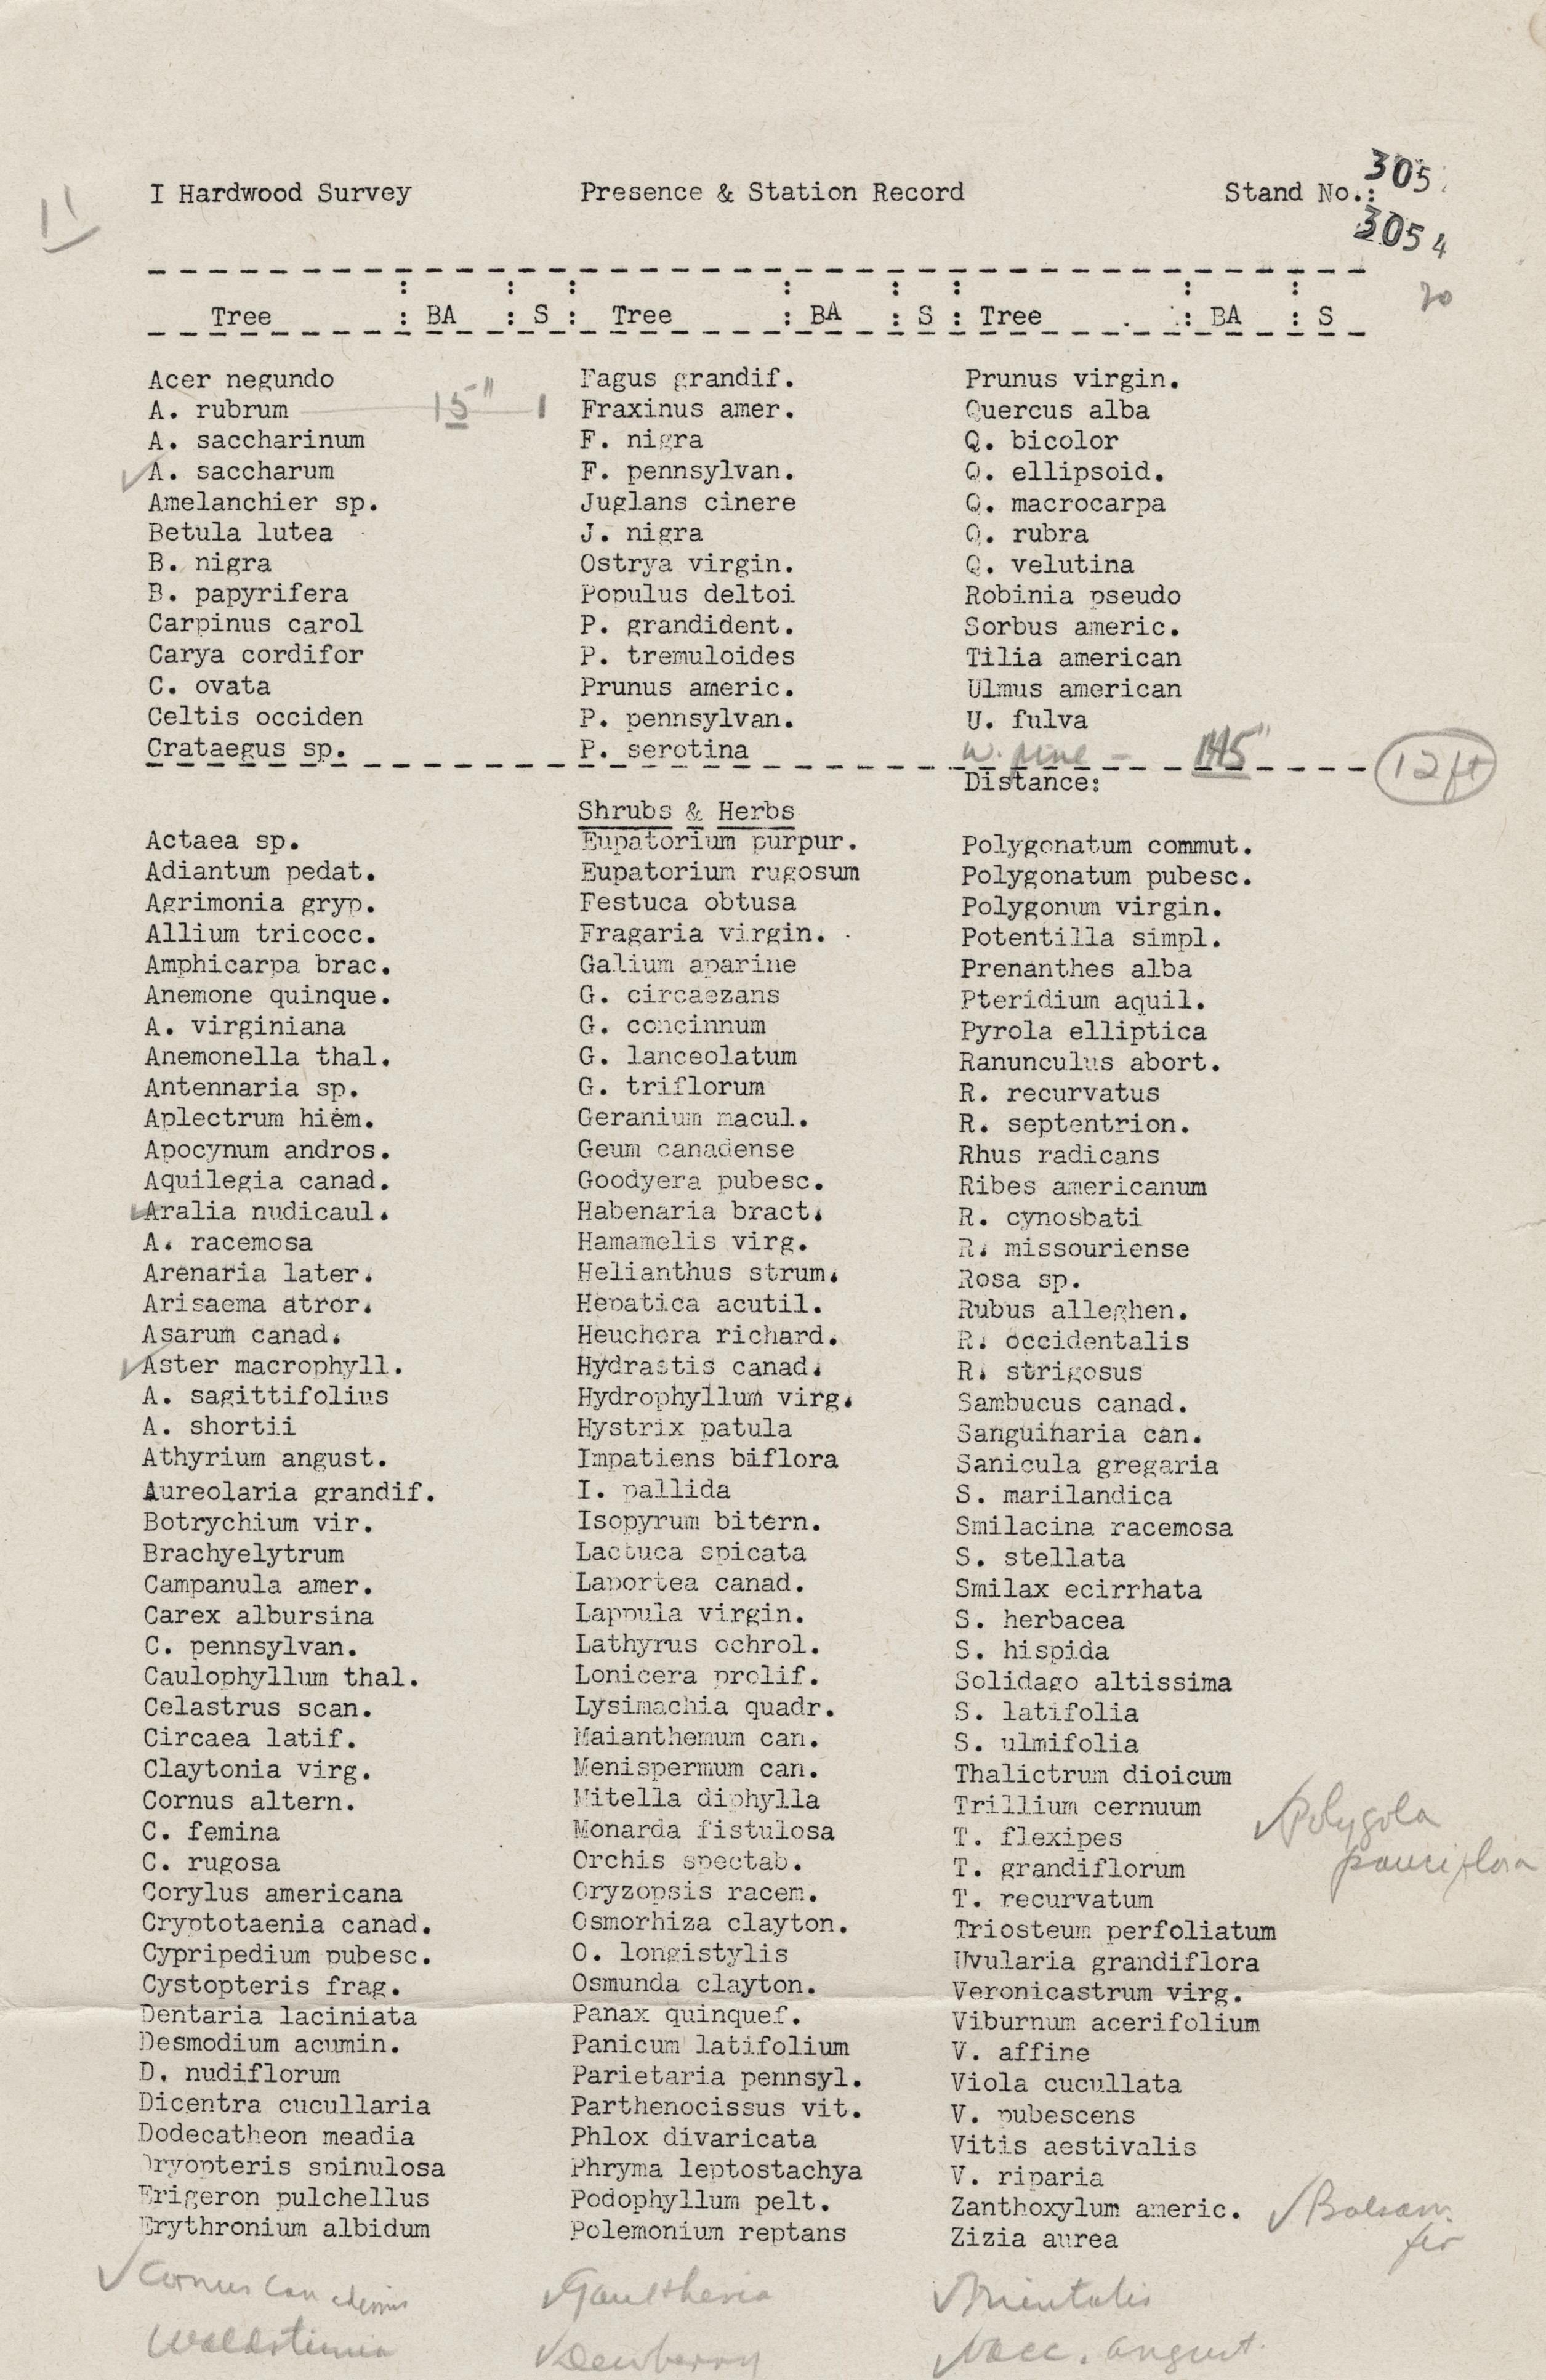 I Hardwood Survey Presence & Station Record Stand No.: 305
3054
20
Tree : BA : S : Tree : BA : S : Tree : BA : S
Acer negundo Fagus grandif. Prunus virgin.
A. rubrum 15" 1 Fraxinus amer. Quercus alba
A. saccharinum F. nigra Q. bicolor
✓A. saccharum F. pennsylvan. Q. ellipsoid.
Amelanchier sp. Juglans cinere Q. macrocarpa
Betula lutea J. nigra Q. rubra
B. nigra Ostrya virgin. Q. velutina
B. papyrifera Populus deltoi Robinia pseudo
Carpinus carol P. grandident. Sorbus americ.
Carya cordifor P. tremuloides Tilia american
C. ovata Prunus americ. Ulmus american
Celtis occiden P. pennsylvan. U. fulva
Crataegus sp. P. serotina W. pine - 12 ft
Distance:
Shrubs & Herbs
Actaea sp. Eupatorium purpur. Polygonatum commut.
Adiantum pedat. Eupatorium rugosum Polygonatum pubesc.
Agrimonia gryp. Festuca obtusa Polygonum virgin.
Allium tricocc. Fragaria virgin. Potentilla simpl.
Amphicarpa brac. Galium aparine Prenanthes alba
Anemone quinque. G. circaezans Pteridium aquil.
A. virginiana G. concinnum Pyrola elliptica
Anemonella thal. G. lanceolatum Ranunculus abort.
Antennaria sp. G. triflorum R. recurvatus
Aplectrum hiem. Geranium macul. R. septentrion.
Apocynum andros. Geum canadense Rhus radicans
Aquilegia canad. Goodyera pubesc. Ribes americanum
✓Aralia nudicaul. Habenaria bract. R. cynosbati
A. racemosa Hamamelis virg. R. missouriense
Arenaria later. Helianthus strum. Rosa sp.
Arisaema atror. Hepatica acutil. Rubus alleghen.
Asarum canad. Heuchera richard. R. occidentalis
✓Aster macrophyll. Hydrastis canad. R. strigosus
A. sagittifolius Hydrophyllum virg. Sambucus canad.
A. shortii Hystrix patula Sanguinaria can.
Athyrium angust. Impatiens biflora Sanicula gregaria
Aureolaria grandif. I. pallida S. marilandica
Botrychium vir. Isopyrum bitern. Smilacina racemosa
Brachyelytrum Lactuca spicata S. stellata
Campanula amer. Laportea canad. Smilax ecirrhata
Carex albursina Lappula virgin. S. herbacea
C. pennsylvan. Lathyrus ochrol. S. hispida
Caulophyllum thal. Lonicera prolif. Solidago altissima
Celastrus scan. Lysimachia quadr. S. latifolia
Circaea latif. Maianthemum can. S. ulmifolia
Claytonia virg. Menispermum can. Thalictrum dioicum
Cornus altern. Mitella diphylla Trillium cernuum ✓Polygola
C. femina Monarda fistulosa T. flexipes
C. rugosa Orchis spectab. T. grandiflorum pauciflora
Corylus americana Oryzopsis racem. T. recurvatum
Cryptotaenia canad. Osmorhiza clayton. Triosteum perfoliatum
Cypripedium pubesc. O. longistylis Uvularia grandiflora
Cystopteris frag. Osmunda clayton. Veronicastrum virg.
Dentaria laciniata Panax quinquef. Viburnum acerifolium
Desmodium acumin. Panicum latifolium V. affine
D. nudiflorum Parietaria pennsyl. Viola cucullata
Dicentra cucullaria Parthenocissus vit. V. pubescens
Dodecatheon meadia Phlox divaricata Vitis aestivalis
Dryopteris spinulosa Phryma leptostachya V. riparia
Erigeron pulchellus Podophyllum pelt. Zanthoxylum americ. ✓Balsam
Erythronium albidum Polemonium reptans Zizia aurea fir
✓Cornus canadensis ✓Gaultheria ✓Trientalis
Waldsteinia ✓Dewberry ✓Vacc. angust.